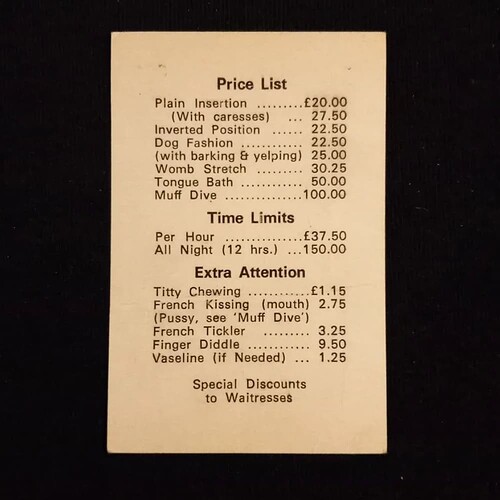 Price List
Plain Insertion .........£20.00
(With caresses) ... 27.50
Inverted Position ...... 22.50
Dog Fashion ........... 22.50
(with barking & yelping) 25.00
Womb Stretch ......... 30.25
Tongue Bath ............ 50.00
Muff Dive ...............100.00
Time Limits
Per Hour ............£37.50
All Night (12 hrs.) ...150.00
Extra Attention
Titty Chewing ............£1.15
French Kissing (mouth) 2.75
(Pussy, see 'Muff Dive')
French Tickler ......... 3.25
Finger Diddle ............ 9.50
Vaseline (if Needed) ... 1.25
Special Discounts
to Waitresses